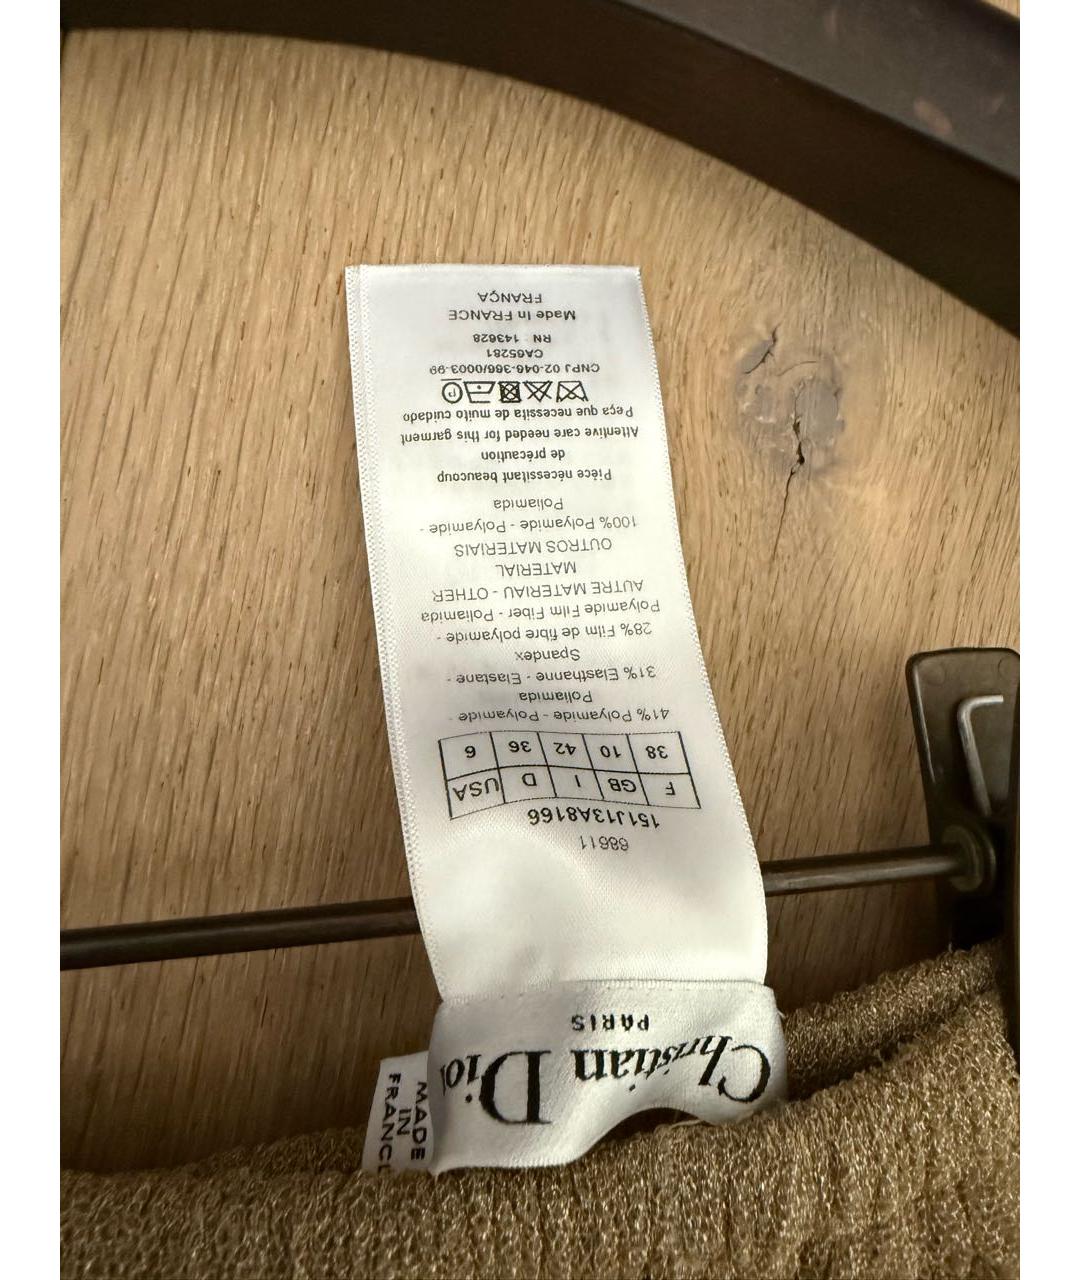 Christian Dior
PARIS
MADE
IN
FRANCE
68611
151J13A8166
F GB I D USA
38 10 42 36 6
41% Polyamide - Polyamide -
Poliamida
31% Elasthanne - Elastane -
Spandex
28% Film de fibre polyamide -
Polyamide Film Fiber - Poliamida
AUTRE MATERIAU - OTHER
MATERIAL
OUTROS MATERIAIS
100% Polyamide - Polyamide -
Poliamida
Pièce nécessitant beaucoup
de précaution
Attentive care needed for this garment
Peça que necessita de muito cuidado
P
CNPJ 02-046-366/0003-99
CA65281
RN 143628
Made in FRANCE
FRANÇA